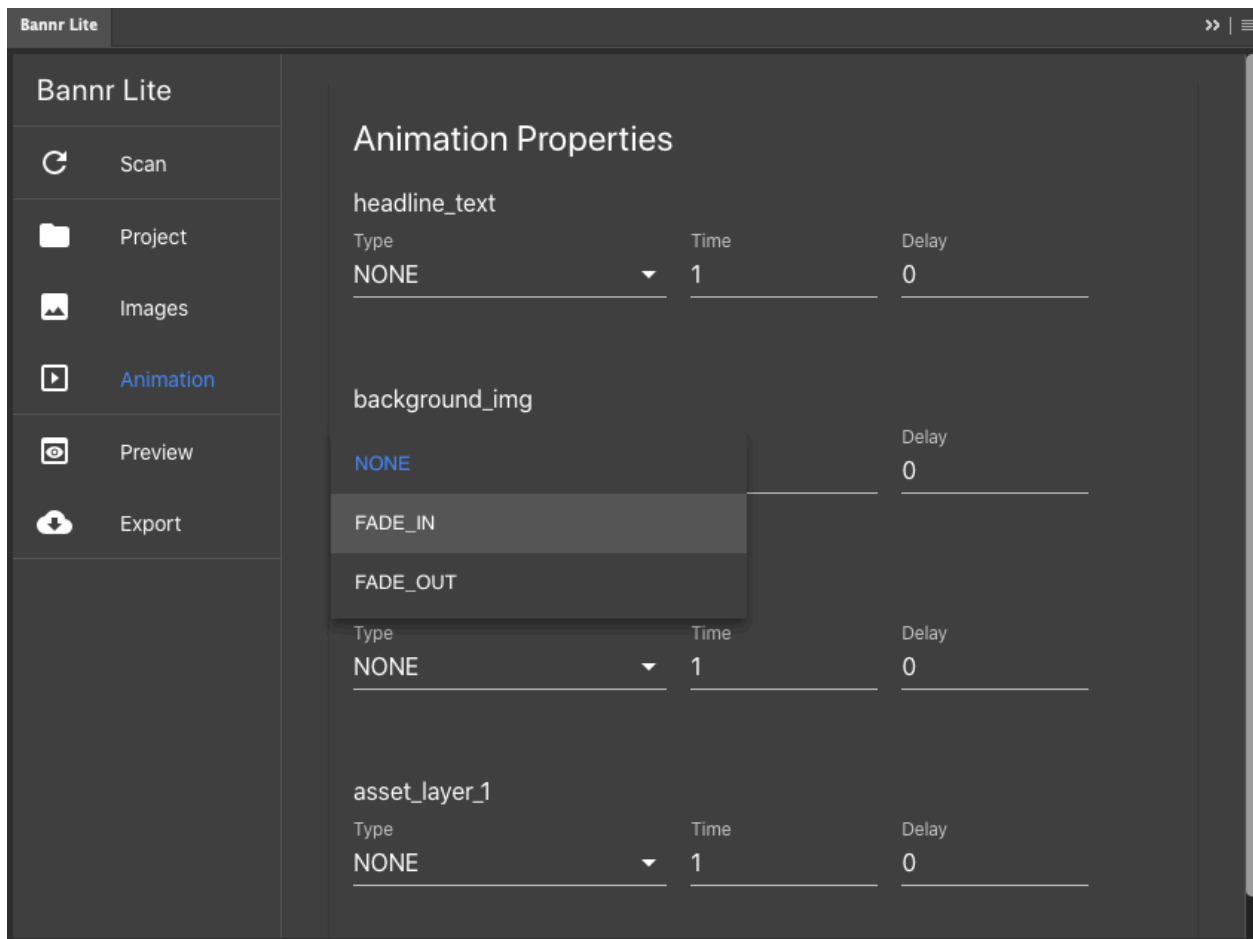 Bannr Lite
Bannr Lite
Scan
Project
Images
Animation
Preview
Export
Animation Properties
headline_text
Type Time Delay
NONE 1 0
background_img
Delay
NONE 0
FADE_IN
FADE_OUT
Type Time Delay
NONE 1 0
asset_layer_1
Type Time Delay
NONE 1 0